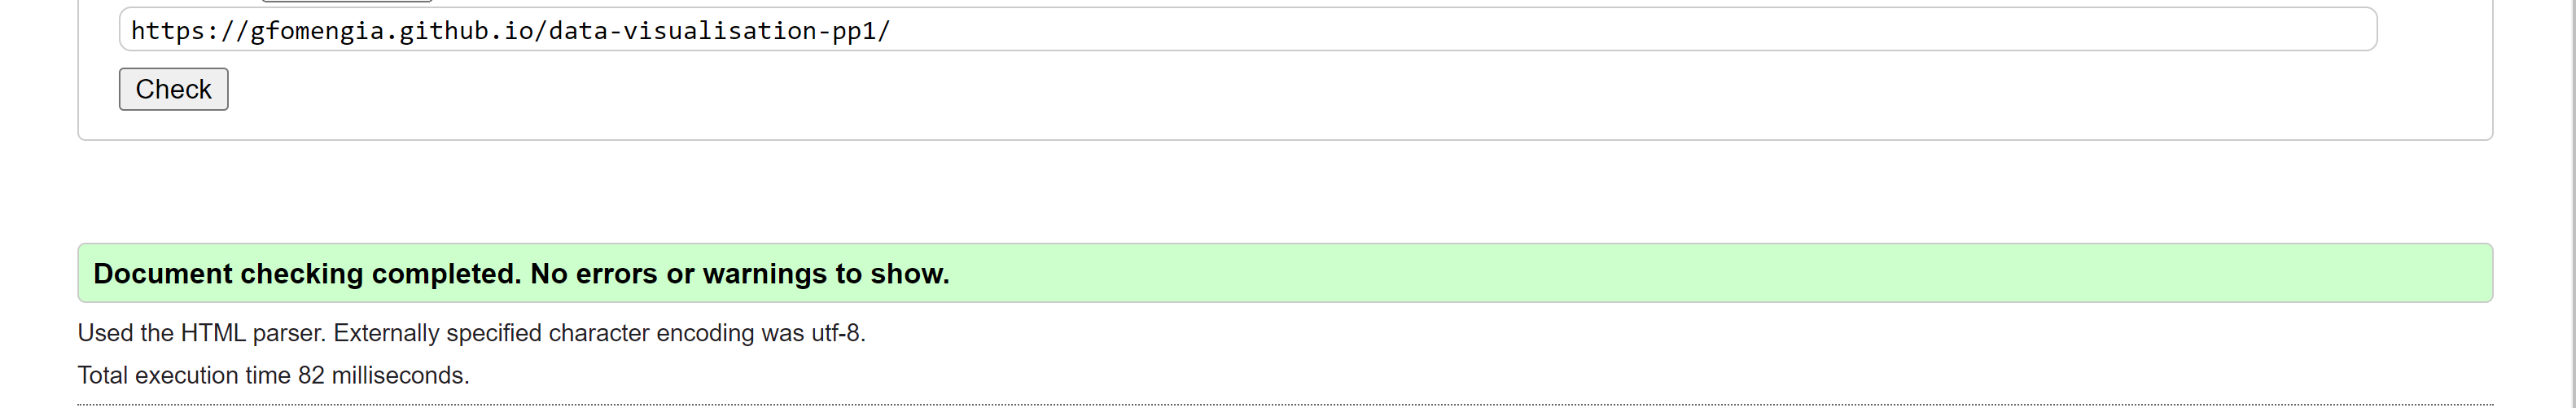 https://gfomengia.github.io/data-visualisation-pp1/
Check
Document checking completed. No errors or warnings to show.
Used the HTML parser. Externally specified character encoding was utf-8.
Total execution time 82 milliseconds.